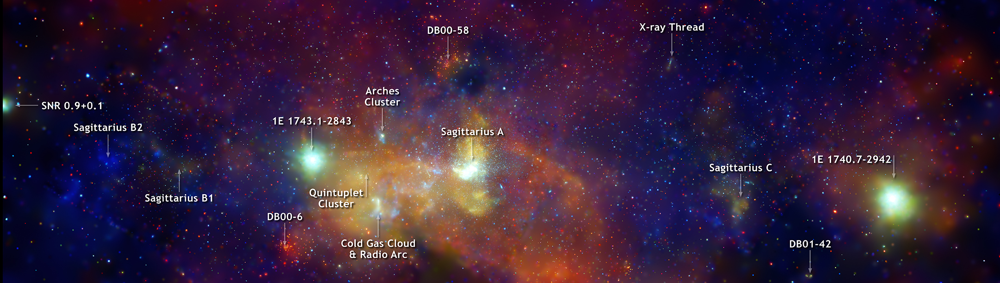 X-ray Thread
DB00-58
Arches
Cluster
SNR 0.9+0.1
1E 1743.1-2843
Sagittarius B2
Sagittarius A
1E 1740.7-2942
Sagittarius C
Quintuplet
Cluster
Sagittarius B1
DB00-6
Cold Gas Cloud
& Radio Arc
DB01-42